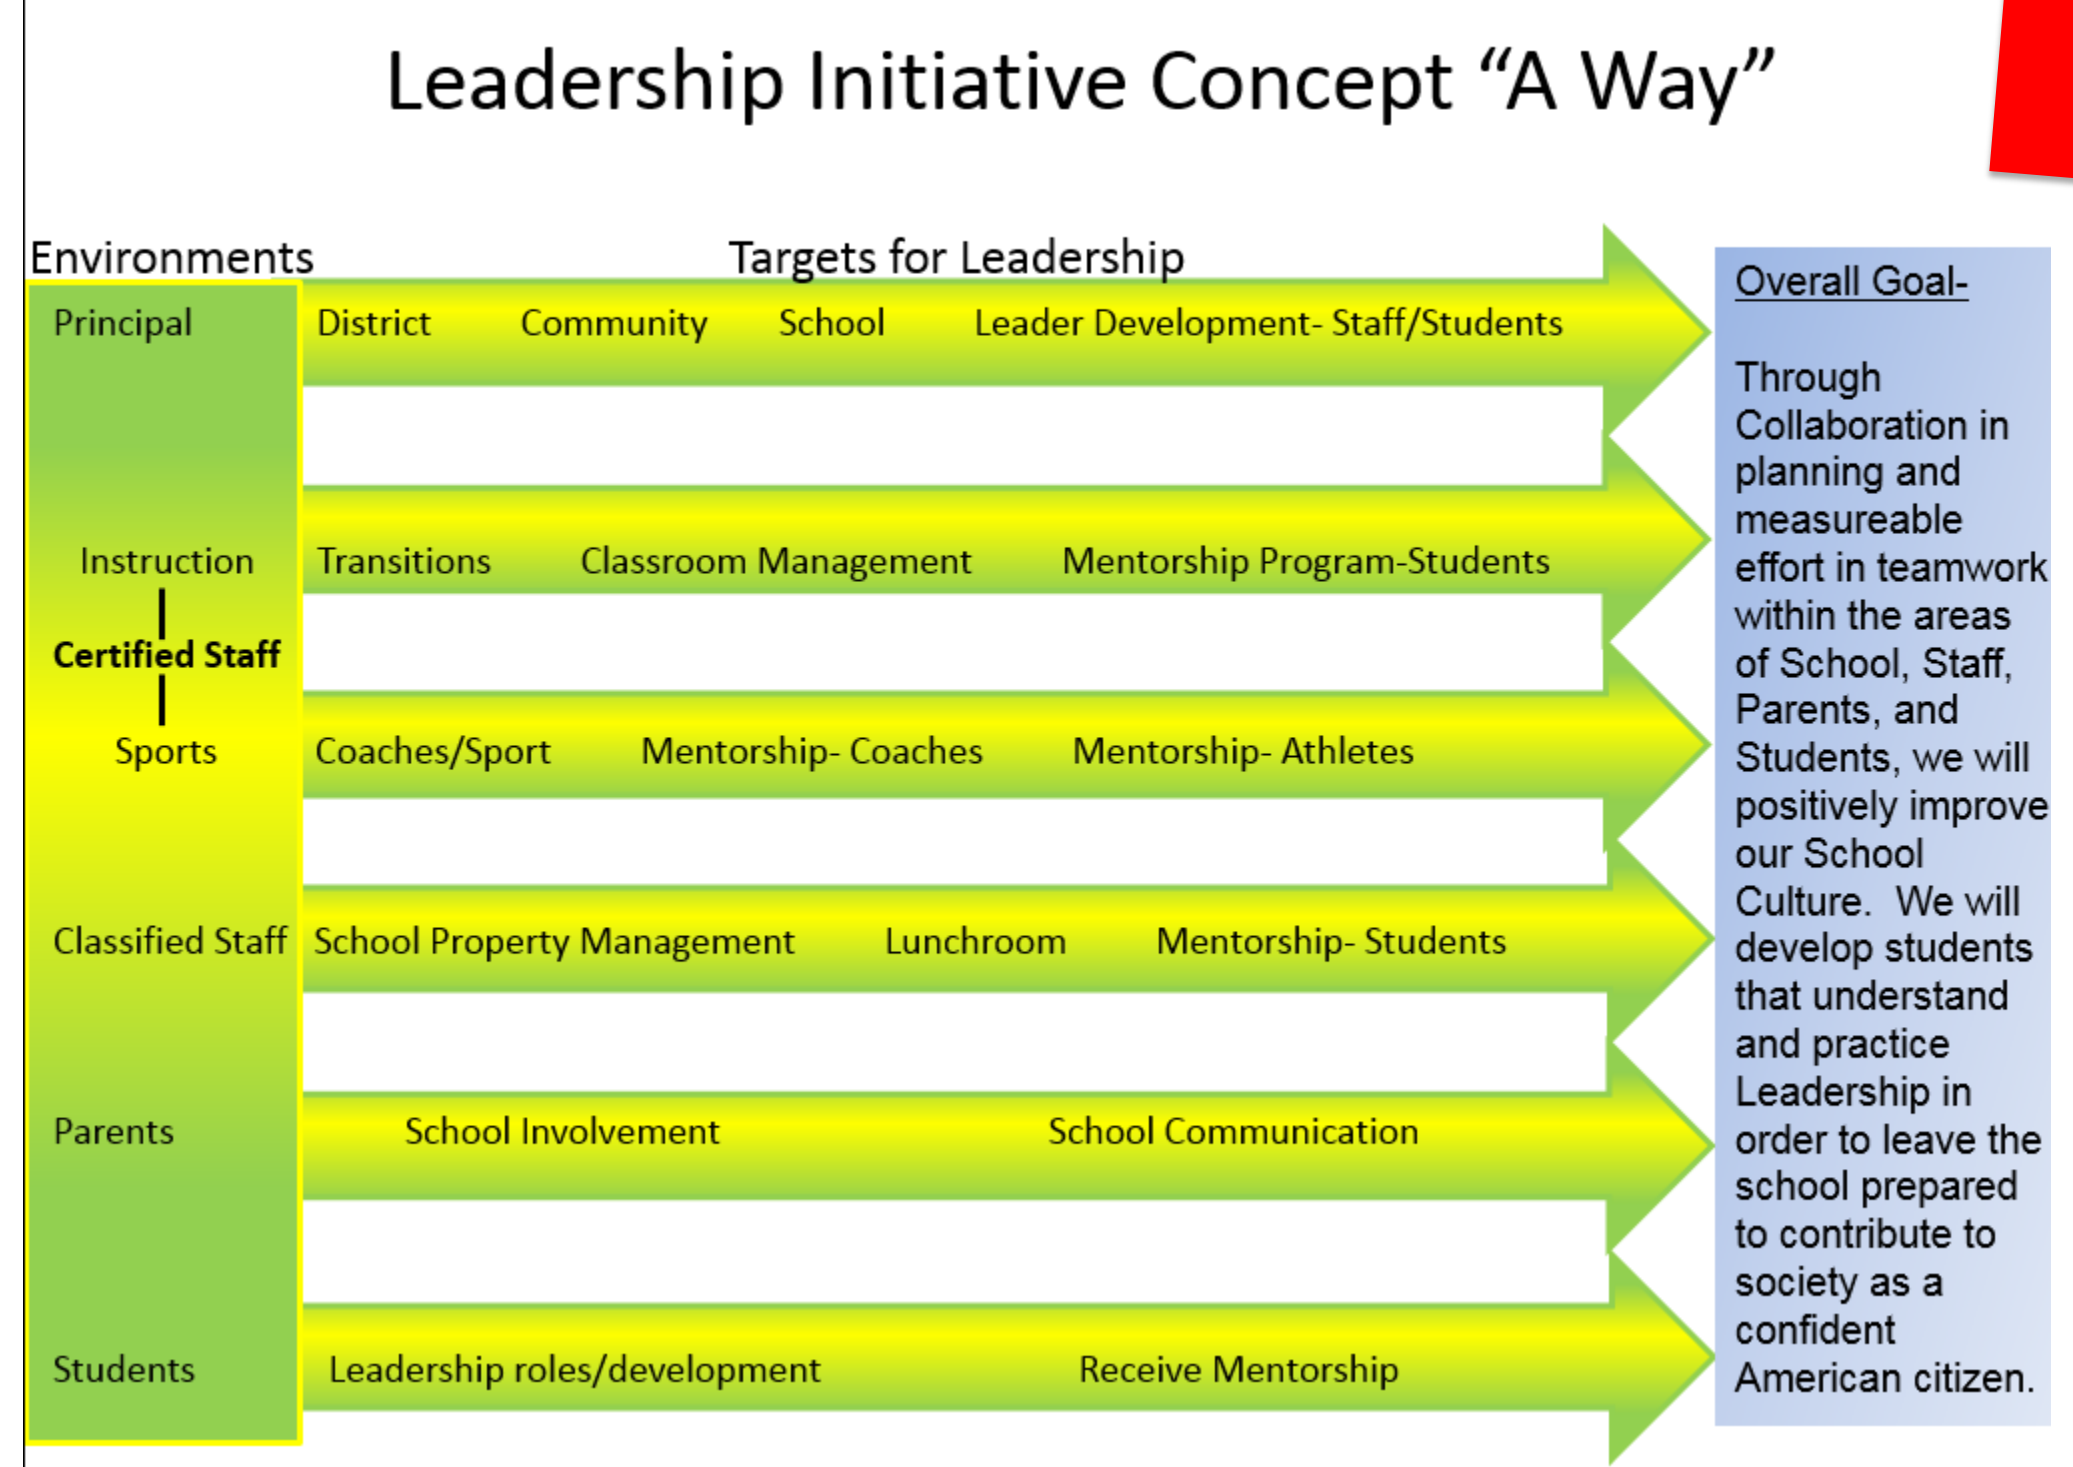 Leadership Initiative Concept “A Way”
Environments
Targets for Leadership
Principal
District
Community
School
Leader Development- Staff/Students
Instruction
Transitions
Classroom Management
Mentorship Program-Students
Certified Staff
Sports
Coaches/Sport
Mentorship- Coaches
Mentorship- Athletes
Classified Staff
School Property Management
Lunchroom
Mentorship- Students
Parents
School Involvement
School Communication
Students
Leadership roles/development
Receive Mentorship
Overall Goal-
Through
Collaboration in
planning and
measureable
effort in teamwork
within the areas
of School, Staff,
Parents, and
Students, we will
positively improve
our School
Culture.  We will
develop students
that understand
and practice
Leadership in
order to leave the
school prepared
to contribute to
society as a
confident
American citizen.